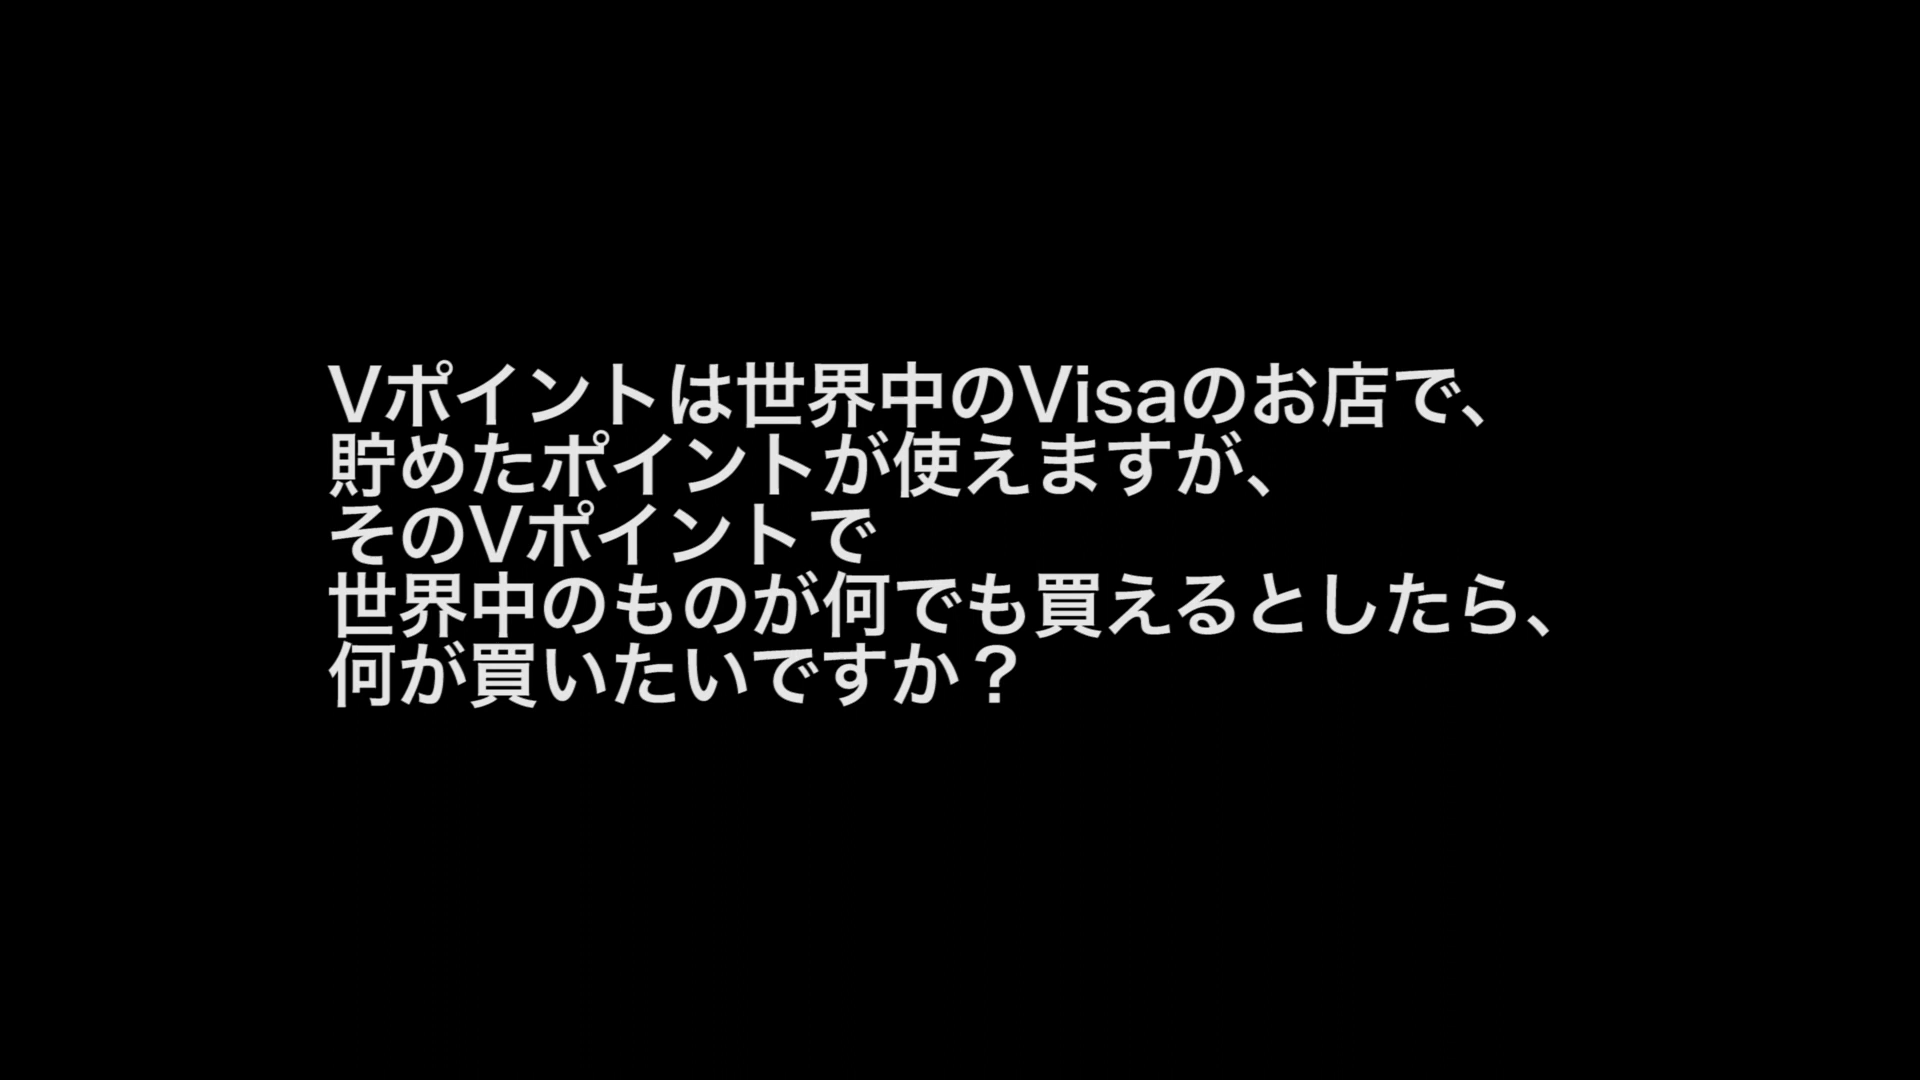 Vポイントは世界中のVisaのお店で、
貯めたポイントが使えますが、
そのVポイントで
世界中のものが何でも買えるとしたら、
何が買いたいですか？